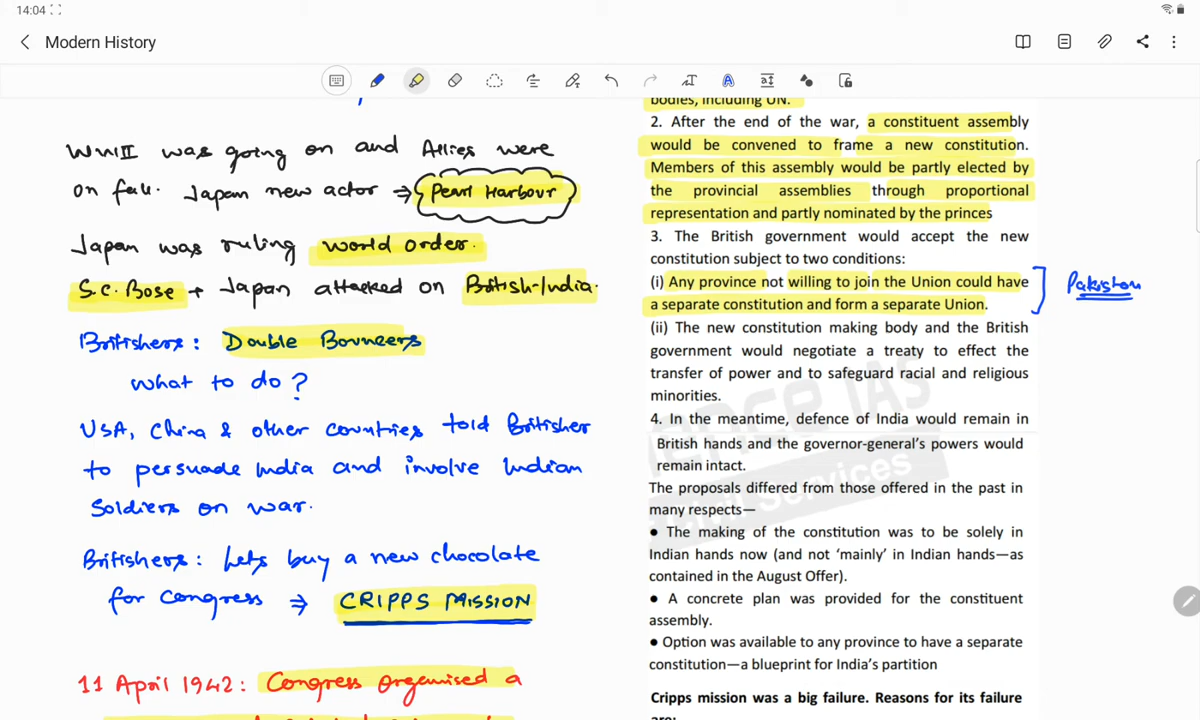 14:04
Modern History
WWII was going on and Allies were
on fall. Japan new actor ⇒ Pearl Harbour
Japan was ruling world order.
S.C. Bose + Japan attacked on British-India.
Britishers: Double Bouncers
what to do?
USA, China & other countries told Britisher
to persuade India and involve Indian
Soldiers on war.
Britishers: Lets buy a new chocolate
for Congress ⇒ CRIPPS MISSION
11 April 1942: Congress organised a
bodies, including UN.
2. After the end of the war, a constituent assembly
would be convened to frame a new constitution.
Members of this assembly would be partly elected by
the provincial assemblies through proportional
representation and partly nominated by the princes
3. The British government would accept the new
constitution subject to two conditions:
(i) Any province not willing to join the Union could have
a separate constitution and form a separate Union.
Pakistan
(ii) The new constitution making body and the British
government would negotiate a treaty to effect the
transfer of power and to safeguard racial and religious
minorities.
4. In the meantime, defence of India would remain in
British hands and the governor-general's powers would
remain intact.
The proposals differed from those offered in the past in
many respects—
• The making of the constitution was to be solely in
Indian hands now (and not 'mainly' in Indian hands—as
contained in the August Offer).
• A concrete plan was provided for the constituent
assembly.
• Option was available to any province to have a separate
constitution—a blueprint for India's partition
Cripps mission was a big failure. Reasons for its failure
are: